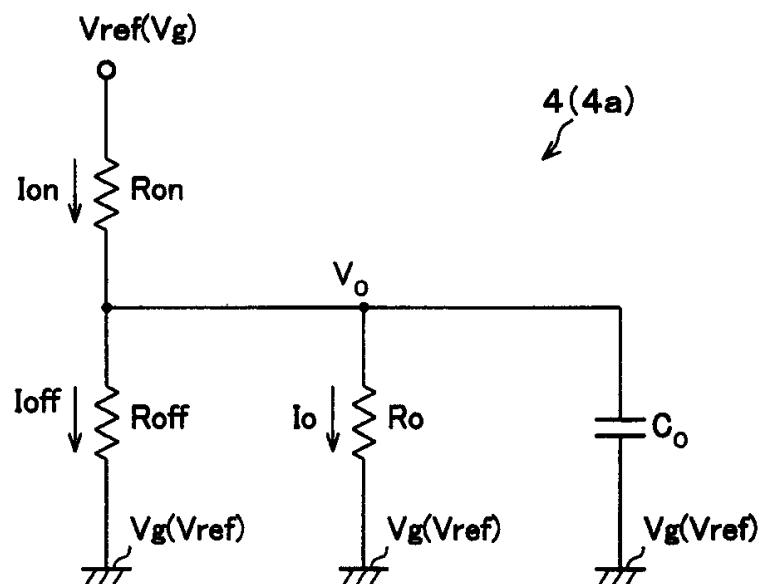 Vref(Vg)
4(4a)
Ion
Ron
Vo
Ioff
Roff
Io
Ro
Co
Vg(Vref)
Vg(Vref)
Vg(Vref)